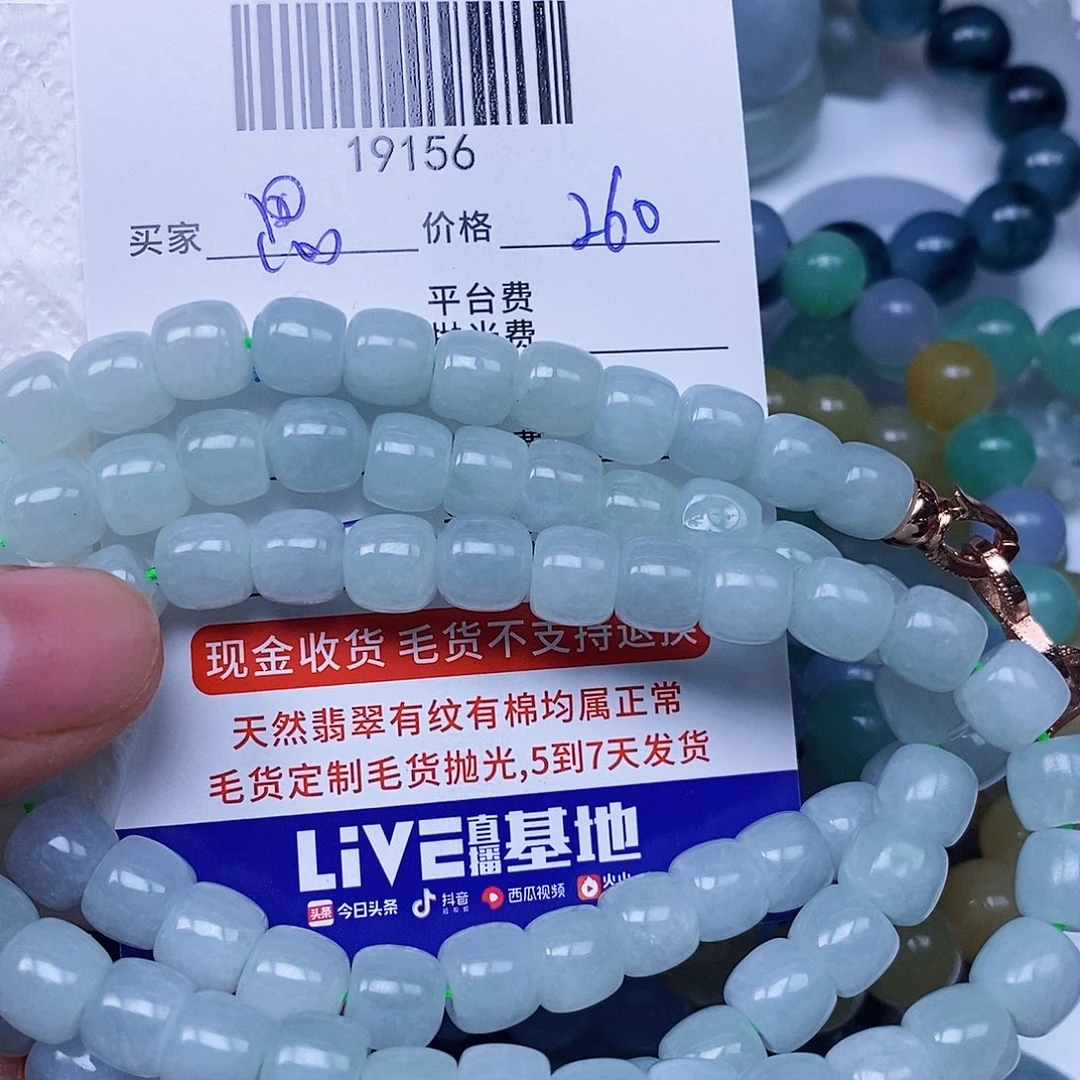 19156
买家 价格 260
平台费
抛光费
现金收货 毛货不支持退换
天然翡翠有纹有棉均属正常
毛货定制毛货抛光,5到7天发货
LiVE直播基地
头条 今日头条 抖音 西瓜视频 火山